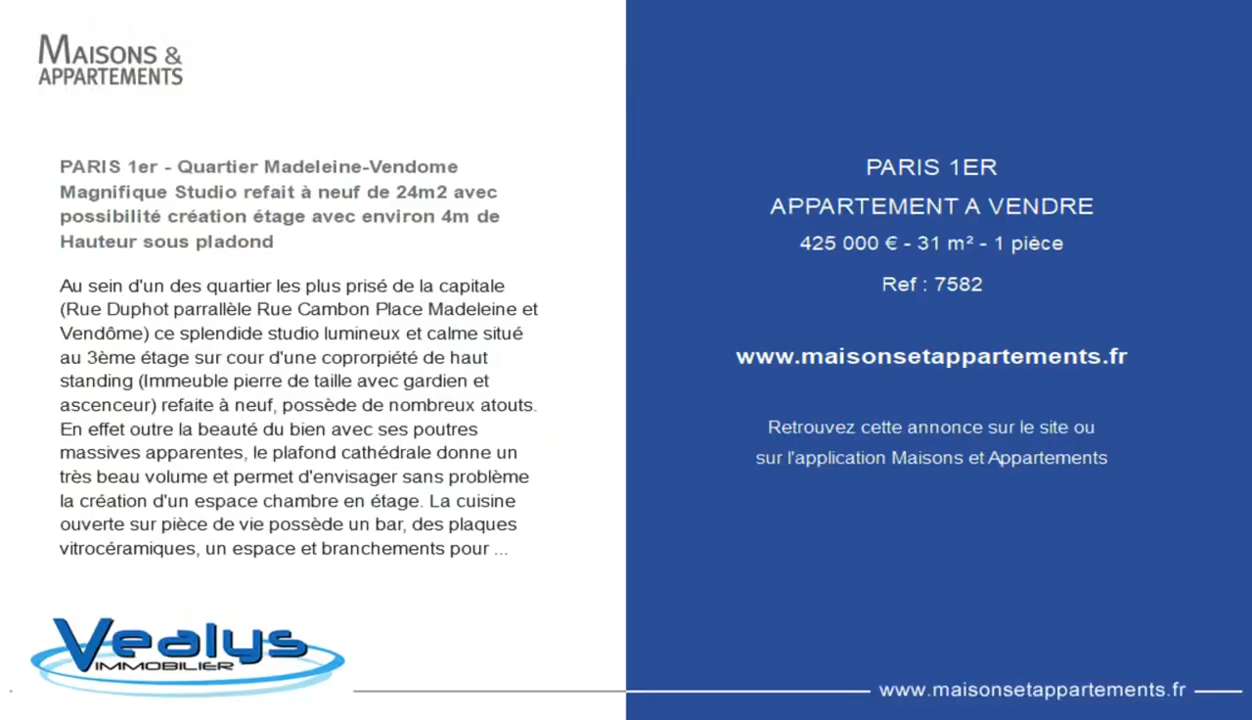 MAISONS &
APPARTEMENTS
PARIS 1er - Quartier Madeleine-Vendome
Magnifique Studio refait à neuf de 24m2 avec
possibilité création étage avec environ 4m de
Hauteur sous pladond
Au sein d'un des quartier les plus prisé de la capitale
(Rue Duphot parrallèle Rue Cambon Place Madeleine et
Vendôme) ce splendide studio lumineux et calme situé
au 3ème étage sur cour d'une coprorpiété de haut
standing (Immeuble pierre de taille avec gardien et
ascenceur) refaite à neuf, possède de nombreux atouts.
En effet outre la beauté du bien avec ses poutres
massives apparentes, le plafond cathédrale donne un
très beau volume et permet d'envisager sans problème
la création d'un espace chambre en étage. La cuisine
ouverte sur pièce de vie possède un bar, des plaques
vitrocéramiques, un espace et branchements pour ...
Vealys
IMMOBILIER
PARIS 1ER
APPARTEMENT A VENDRE
425 000 € - 31 m² - 1 pièce
Ref : 7582
www.maisonsetappartements.fr
Retrouvez cette annonce sur le site ou
sur l'application Maisons et Appartements
www.maisonsetappartements.fr